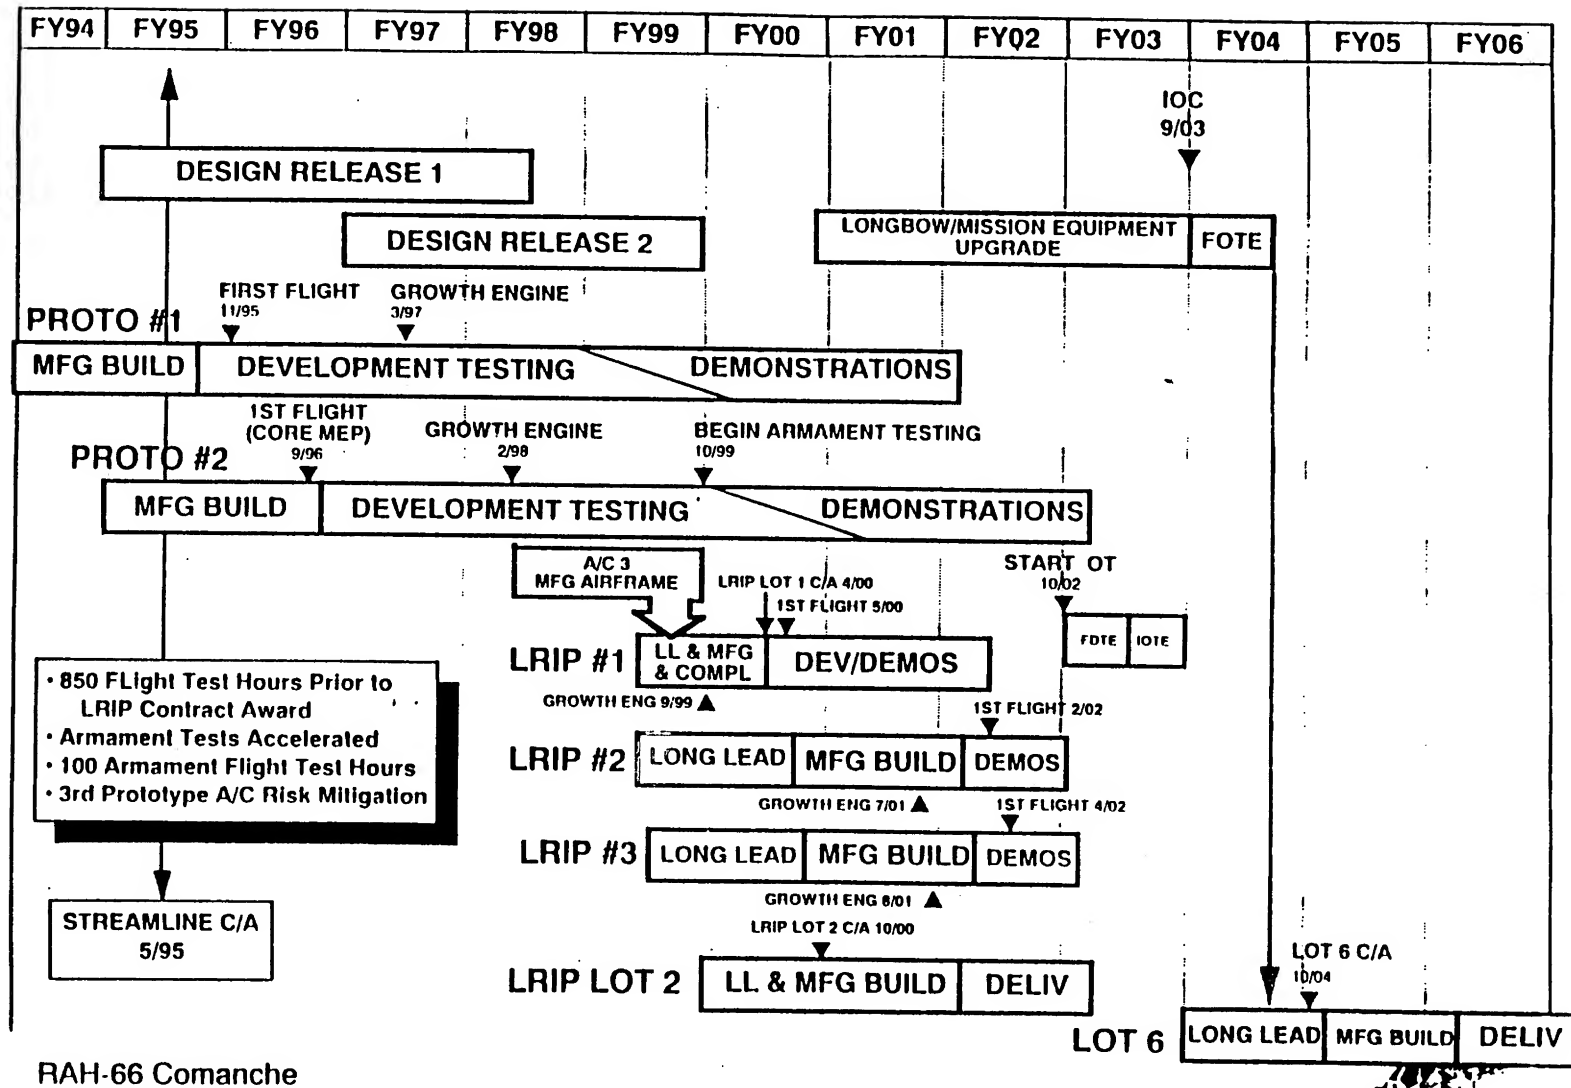 FY94 FY95 FY96 FY97 FY98 FY99 FY00 FY01 FY02 FY03 FY04 FY05 FY06
IOC
9/03
DESIGN RELEASE 1
DESIGN RELEASE 2
LONGBOW/MISSION EQUIPMENT
UPGRADE
FOTE
FIRST FLIGHT
11/95
GROWTH ENGINE
3/97
PROTO #1
MFG BUILD DEVELOPMENT TESTING DEMONSTRATIONS
1ST FLIGHT
(CORE MEP)
9/96
GROWTH ENGINE
2/98
BEGIN ARMAMENT TESTING
10/99
PROTO #2
MFG BUILD DEVELOPMENT TESTING DEMONSTRATIONS
A/C 3
MFG AIRFRAME
LRIP LOT 1 C/A 4/00
1ST FLIGHT 5/00
START OT
10/02
FDTE IOTE
LRIP #1
LL & MFG
& COMPL
DEV/DEMOS
GROWTH ENG 9/99
1ST FLIGHT 2/02
LRIP #2
LONG LEAD MFG BUILD DEMOS
GROWTH ENG 7/01
1ST FLIGHT 4/02
LRIP #3
LONG LEAD MFG BUILD DEMOS
GROWTH ENG 8/01
LRIP LOT 2 C/A 10/00
LRIP LOT 2
LL & MFG BUILD DELIV
• 850 FLight Test Hours Prior to
LRIP Contract Award
• Armament Tests Accelerated
• 100 Armament Flight Test Hours
• 3rd Prototype A/C Risk Mitigation
STREAMLINE C/A
5/95
LOT 6 C/A
10/04
LOT 6
LONG LEAD MFG BUILD DELIV
RAH-66 Comanche